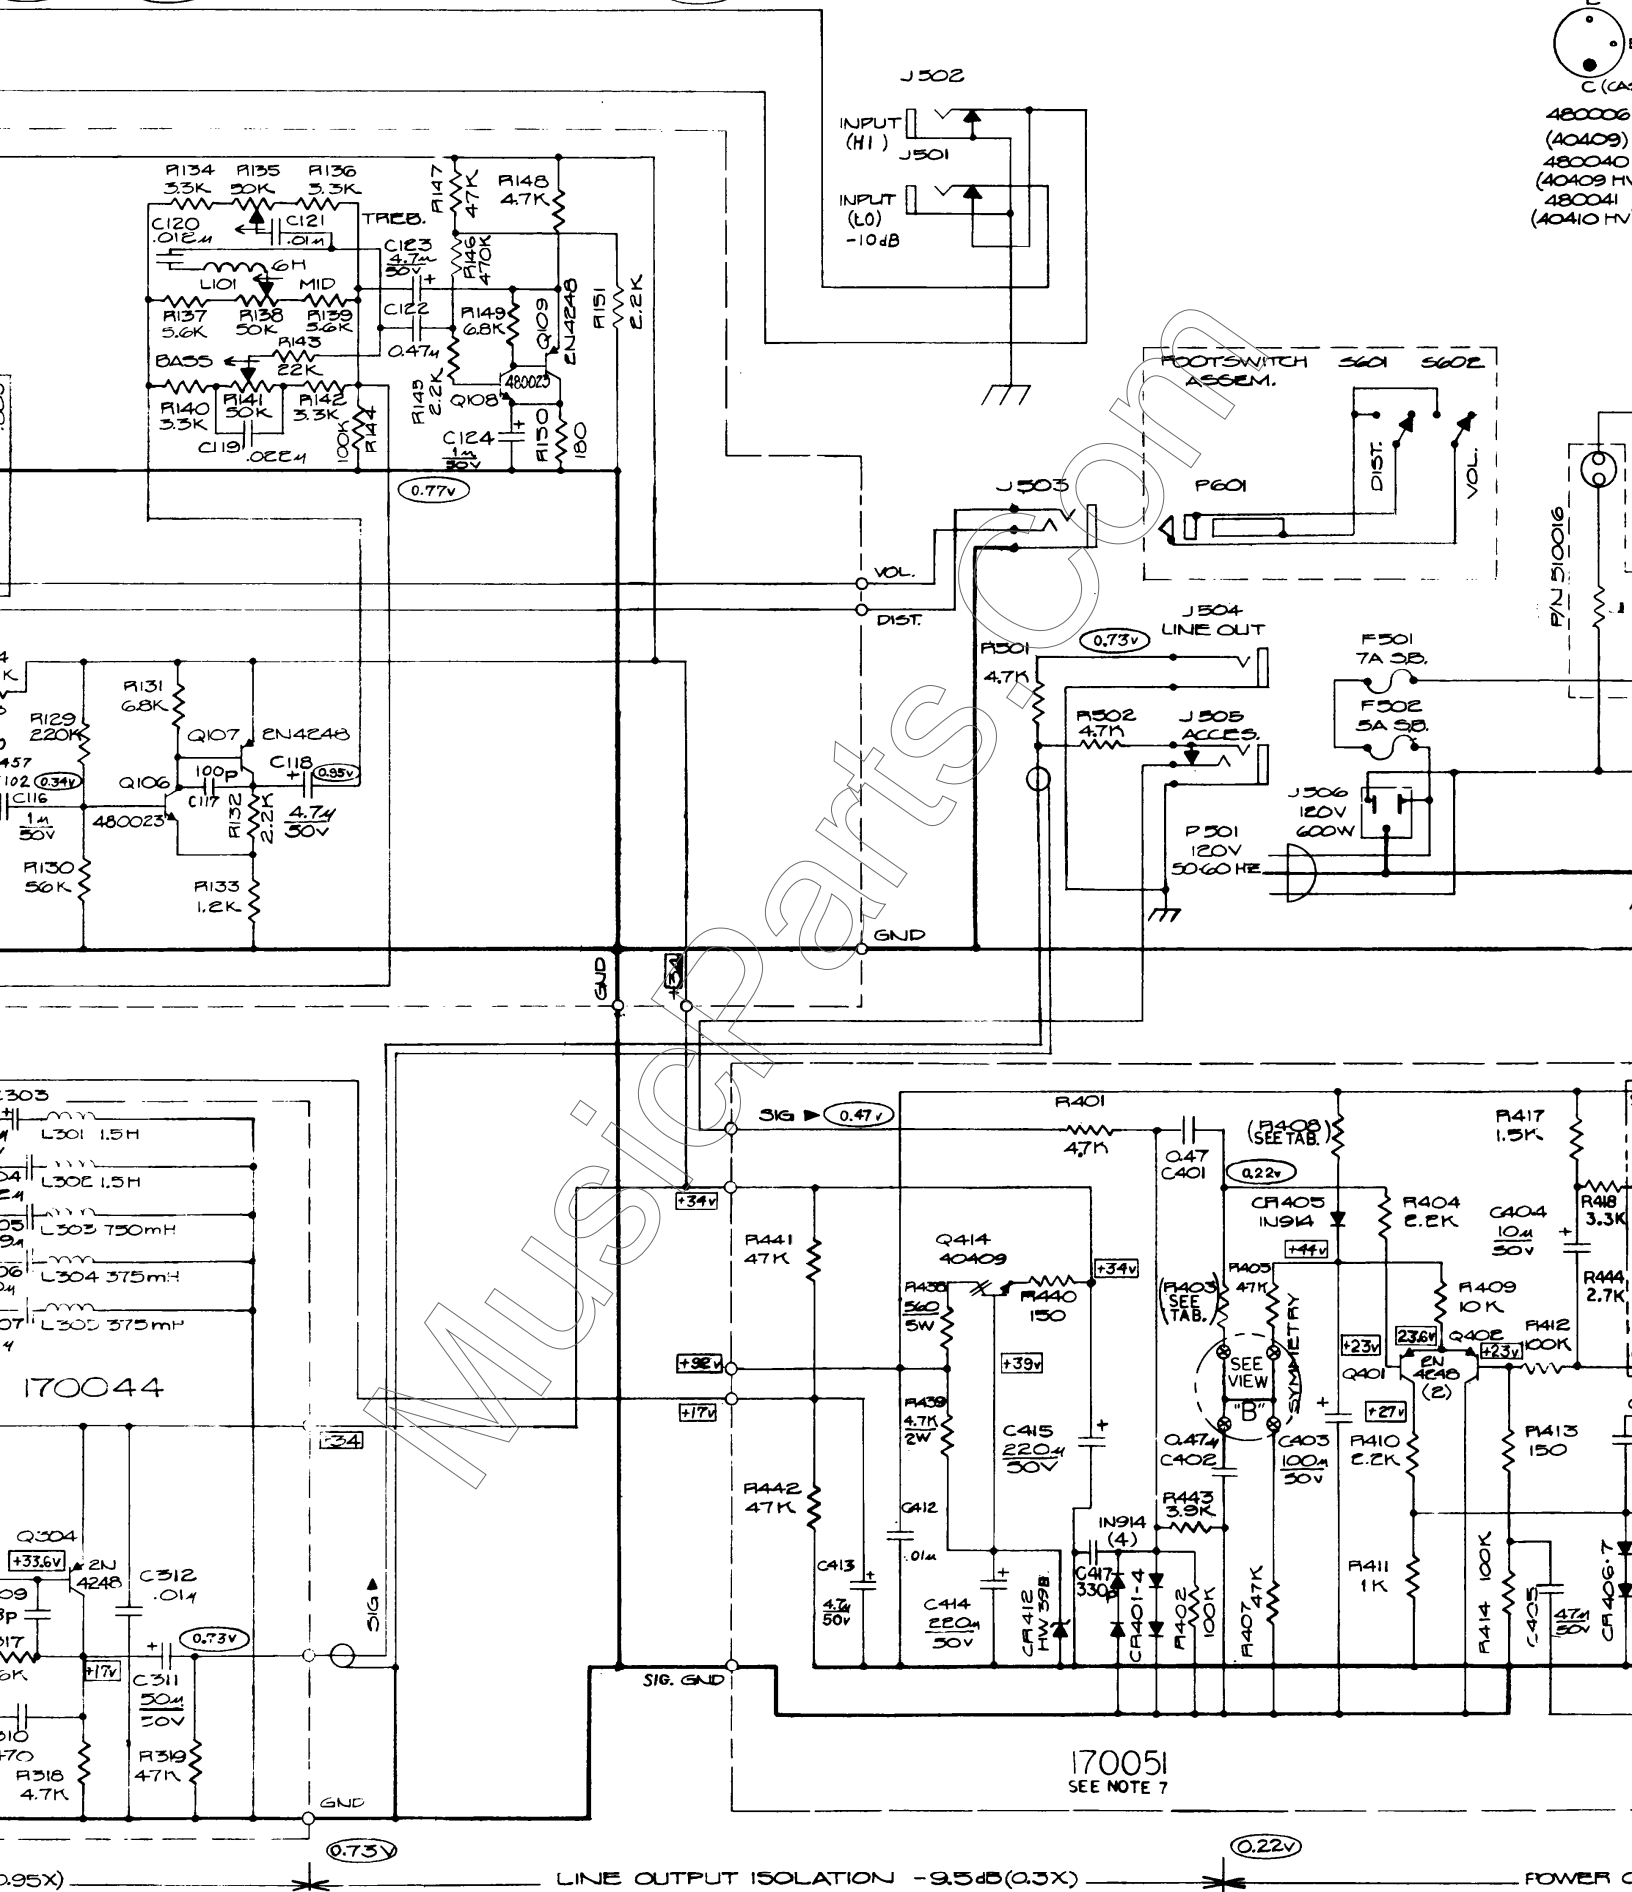 J502
INPUT
(HI)
J501
INPUT
(LO)
-10dB
480006
(40409)
480040
480041
R134
3.3K
R135
50K
R136
3.3K
C120
.012µ
C121
.01µ
TREB.
6H
L101
MID
R137
5.6K
R138
50K
R139
5.6K
R143
22K
BASS
R140
3.3K
R141
50K
R142
3.3K
C119
.022µ
100K
R144
C123
4.7µ
50V
C122
0.47µ
R147
47K
R146
470K
R148
4.7K
R149
6.8K
Q109
2N4248
R145
2.2K
Q108
480023
C124
1µ
50V
R150
180
R151
2.2K
0.77V
FOOTSWITCH
ASSEM.
S601
S602
DIST.
VOL.
P601
J503
VOL.
DIST.
P/N 510016
J504
LINE OUT
0.73V
R501
4.7K
R502
4.7K
J505
ACCES.
F501
7A S.B.
F502
5A S.B.
J506
120V
600W
P501
120V
50-60 HZ
R131
6.8K
R129
220K
Q107
2N4248
0.34V
C116
1µ
50V
Q106
480023
100p
C117
R132
2.2K
C118
0.95V
4.7µ
50V
R130
56K
R133
1.2K
GND
GND
+34
L301 1.5H
L302 1.5H
L303 750mH
L304 375mH
L305 375mH
170044
+34
Q304
+33.6V
2N
4248
C312
.01µ
0.73V
+17V
C311
50µ
50V
R318
4.7K
R319
47K
GND
SIG
SIG
0.47V
R401
4.7K
0.47
C401
(R408)
SEE TAB.
0.22V
R417
1.5K
R418
3.3K
+34V
R441
47K
Q414
40409
R438
560
5W
R440
150
+34V
(R403)
SEE
TAB.
CR405
IN914
+44V
R404
2.2K
C404
10µ
50V
R444
2.7K
R405
47K
SYMMETRY
R409
10K
+92V
+17V
R439
4.7K
2W
+39V
C415
220µ
50V
SEE
VIEW
"B"
+23V
Q401
23.6V
2N
4248
(2)
Q402
+23V
R412
100K
+27V
0.47µ
C402
C403
100µ
50V
R410
2.2K
R413
150
R442
47K
C412
.01µ
R443
3.9K
IN914
(4)
C413
4.7µ
50V
C414
220µ
50V
CR412
HW39B
C417
330p
CR401-4
R402
100K
R407
47K
R411
1K
R414
100K
C405
47µ
50V
CR406-7
SIG. GND
170051
SEE NOTE 7
0.73V
0.22V
LINE OUTPUT ISOLATION -9.5dB (0.3X)
POWER
MusicParts.Com